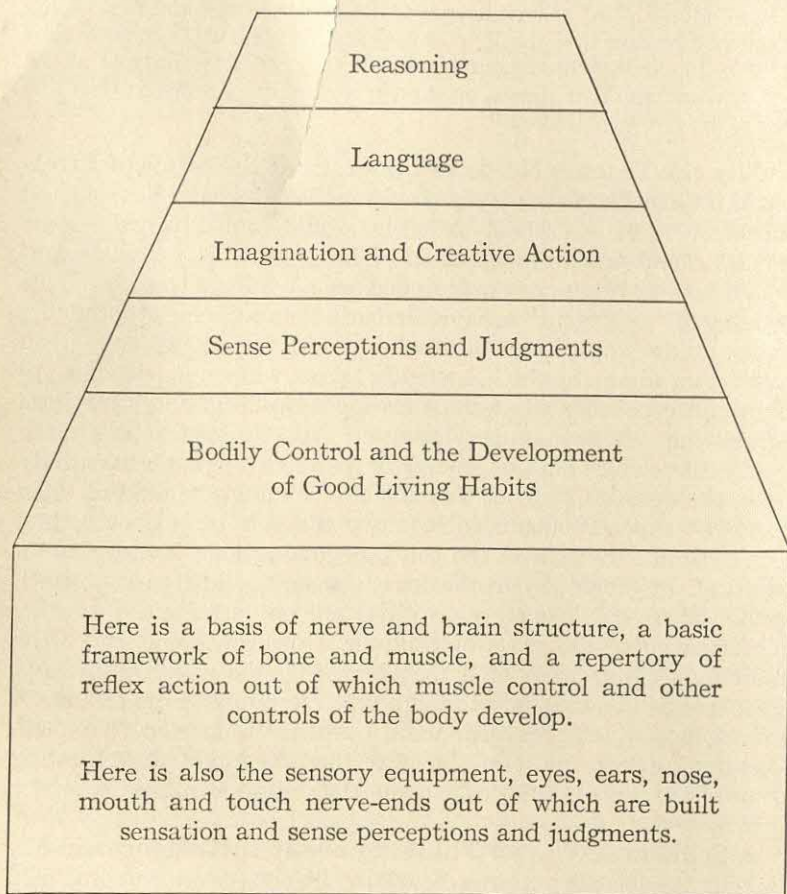 Reasoning
Language
Imagination and Creative Action
Sense Perceptions and Judgments
Bodily Control and the Development
of Good Living Habits
Here is a basis of nerve and brain structure, a basic
framework of bone and muscle, and a repertory of
reflex action out of which muscle control and other
controls of the body develop.
Here is also the sensory equipment, eyes, ears, nose,
mouth and touch nerve-ends out of which are built
sensation and sense perceptions and judgments.